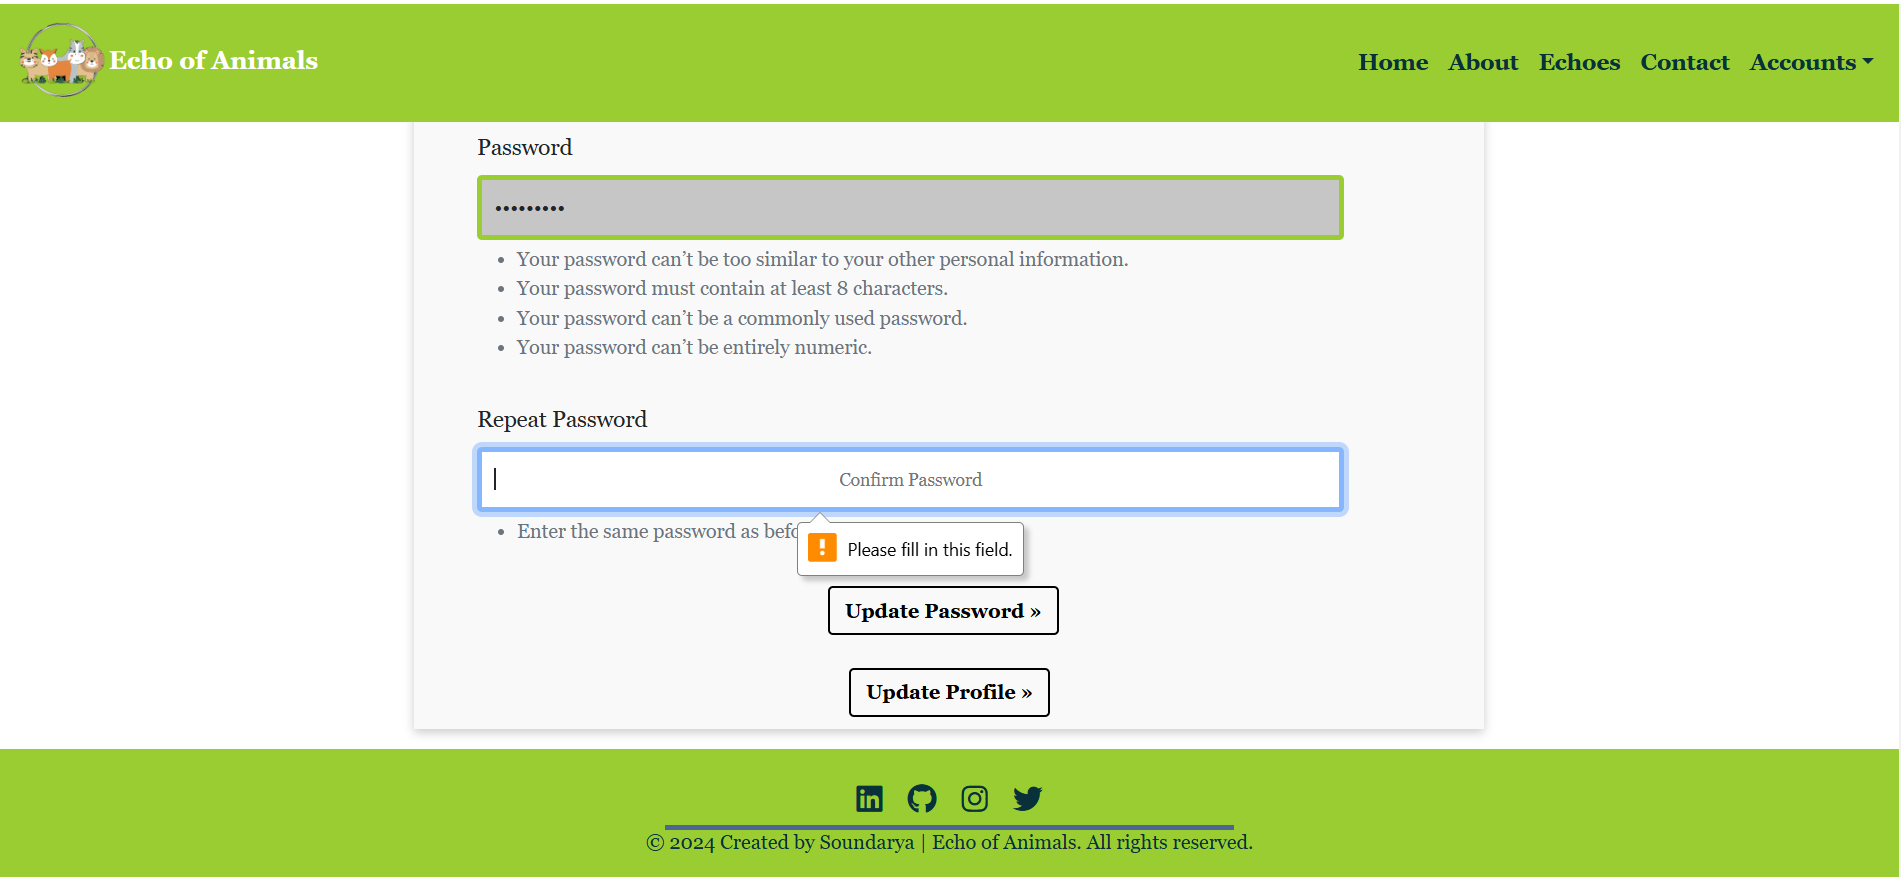 Echo of Animals
Home About Echoes Contact Accounts
Password
•••••••••
• Your password can’t be too similar to your other personal information.
• Your password must contain at least 8 characters.
• Your password can’t be a commonly used password.
• Your password can’t be entirely numeric.
Repeat Password
Confirm Password
• Enter the same password as befo
Please fill in this field.
Update Password »
Update Profile »
© 2024 Created by Soundarya | Echo of Animals. All rights reserved.